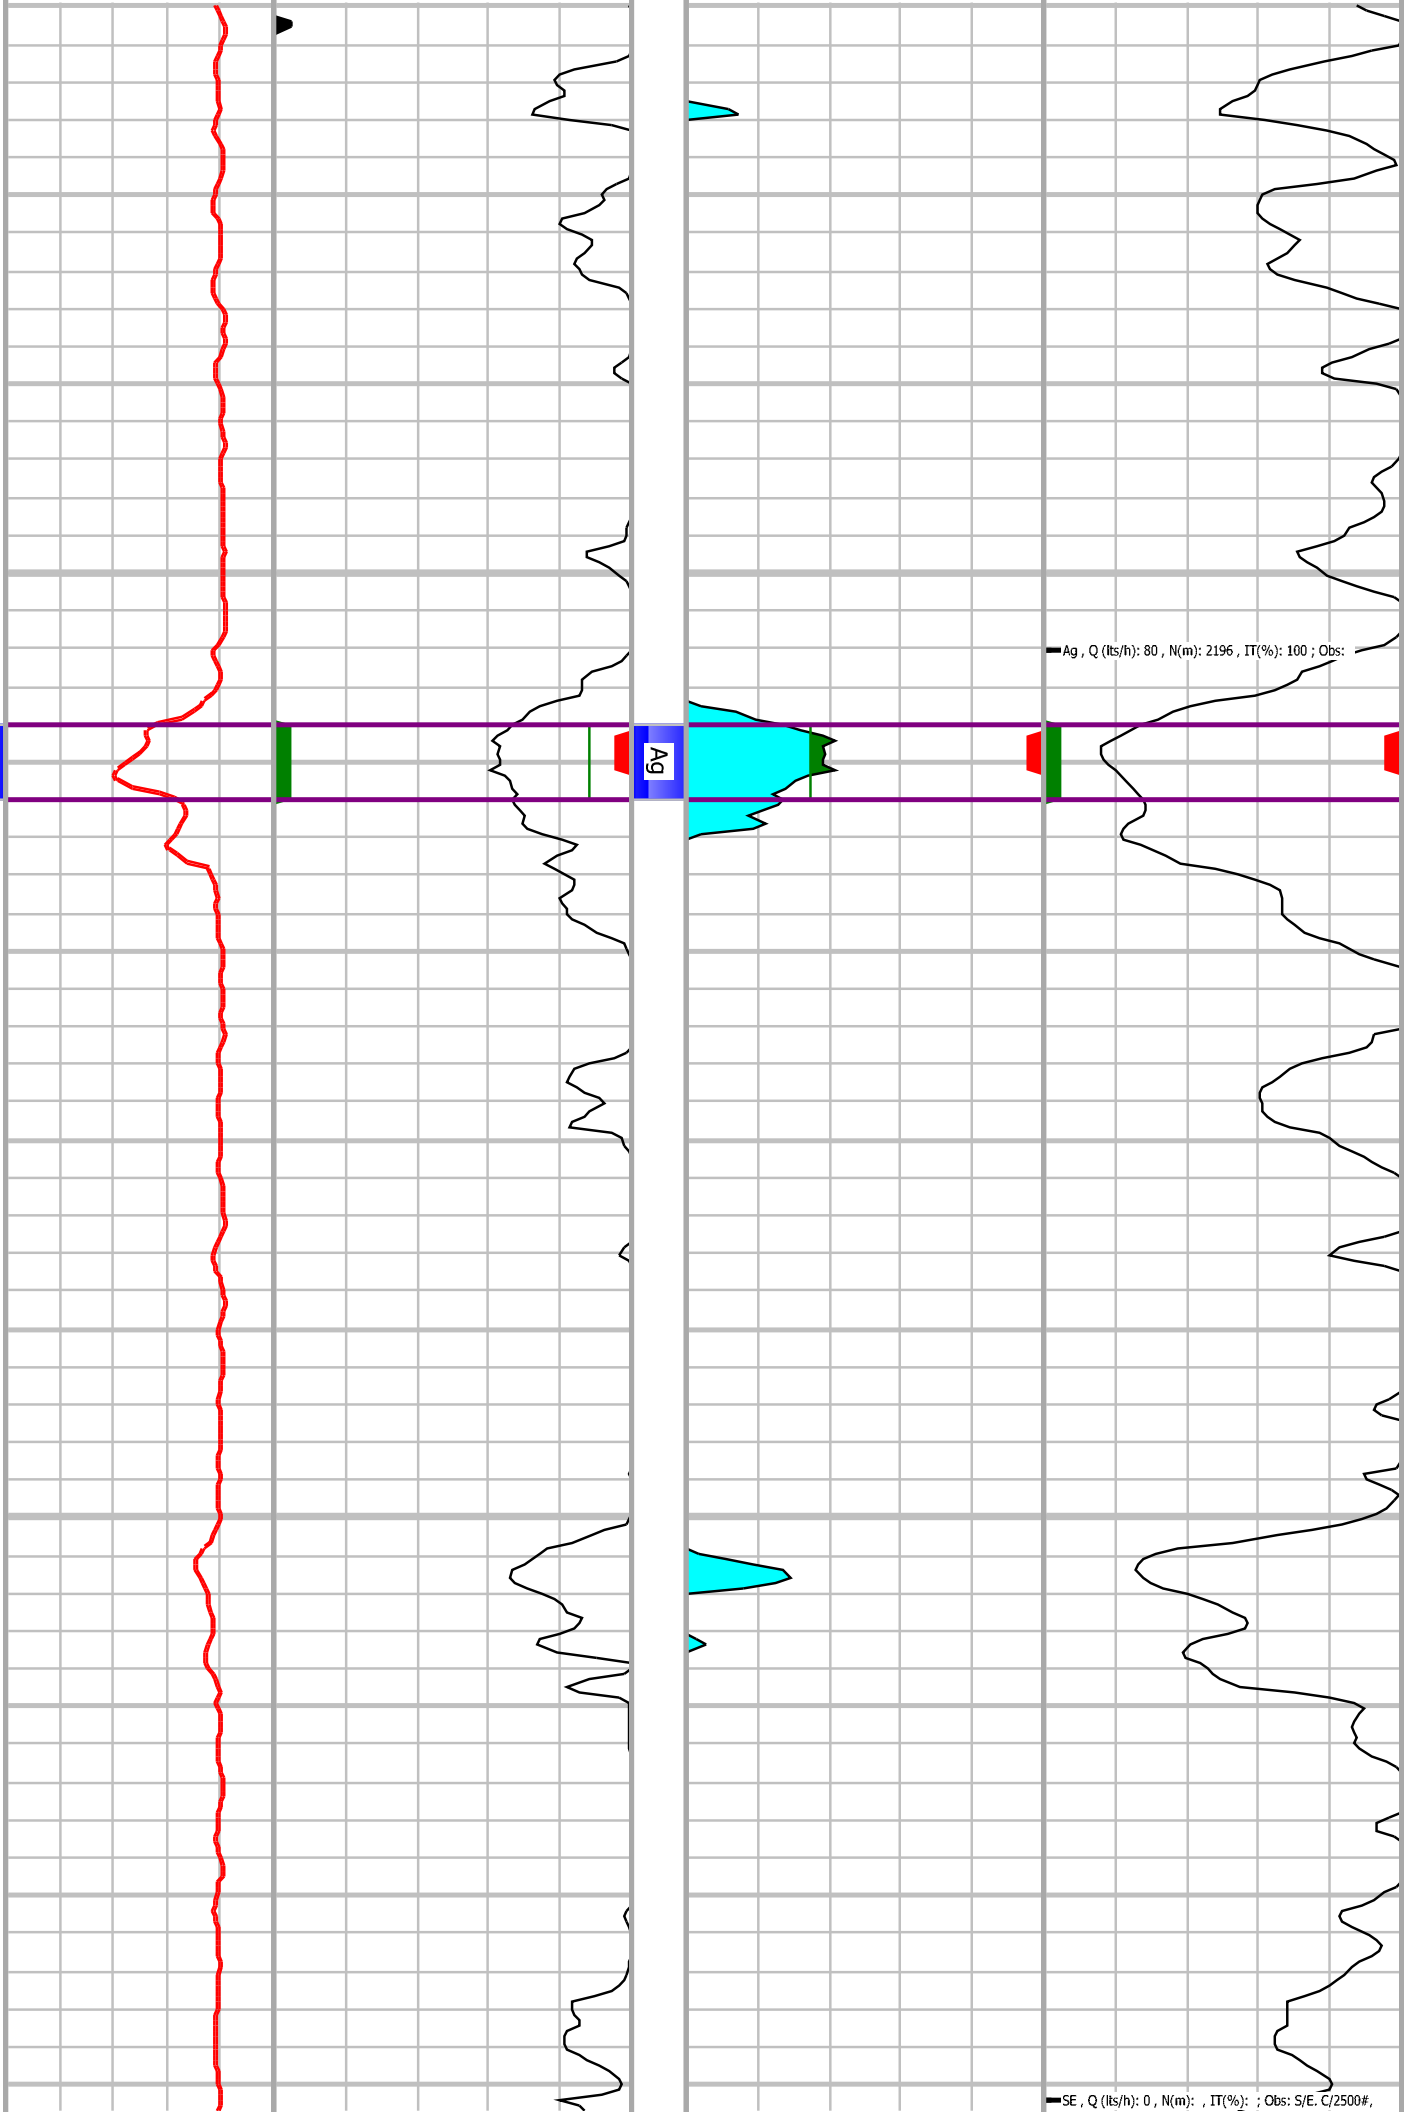 Ag , Q (lts/h): 80 , N(m): 2196 , IT(%): 100 ; Obs:
Ag
SE , Q (lts/h): 0 , N(m): , IT(%): ; Obs: S/E. C/2500#,